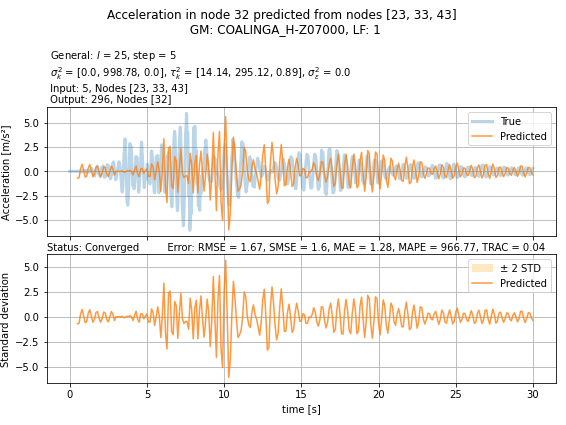 Acceleration in node 32 predicted from nodes [23, 33, 43]
GM: COALINGA_H-Z07000, LF: 1
General: l = 25, step = 5
σ²ₖ = [0.0, 998.78, 0.0], τ²ₖ = [14.14, 295.12, 0.89], σ²ε = 0.0
Input: 5, Nodes [23, 33, 43]
Output: 296, Nodes [32]
Acceleration [m/s²]
5.0
2.5
0.0
−2.5
−5.0
True
Predicted
Status: Converged
Error: RMSE = 1.67, SMSE = 1.6, MAE = 1.28, MAPE = 966.77, TRAC = 0.04
Standard deviation
5.0
2.5
0.0
−2.5
−5.0
± 2 STD
Predicted
0 5 10 15 20 25 30
time [s]